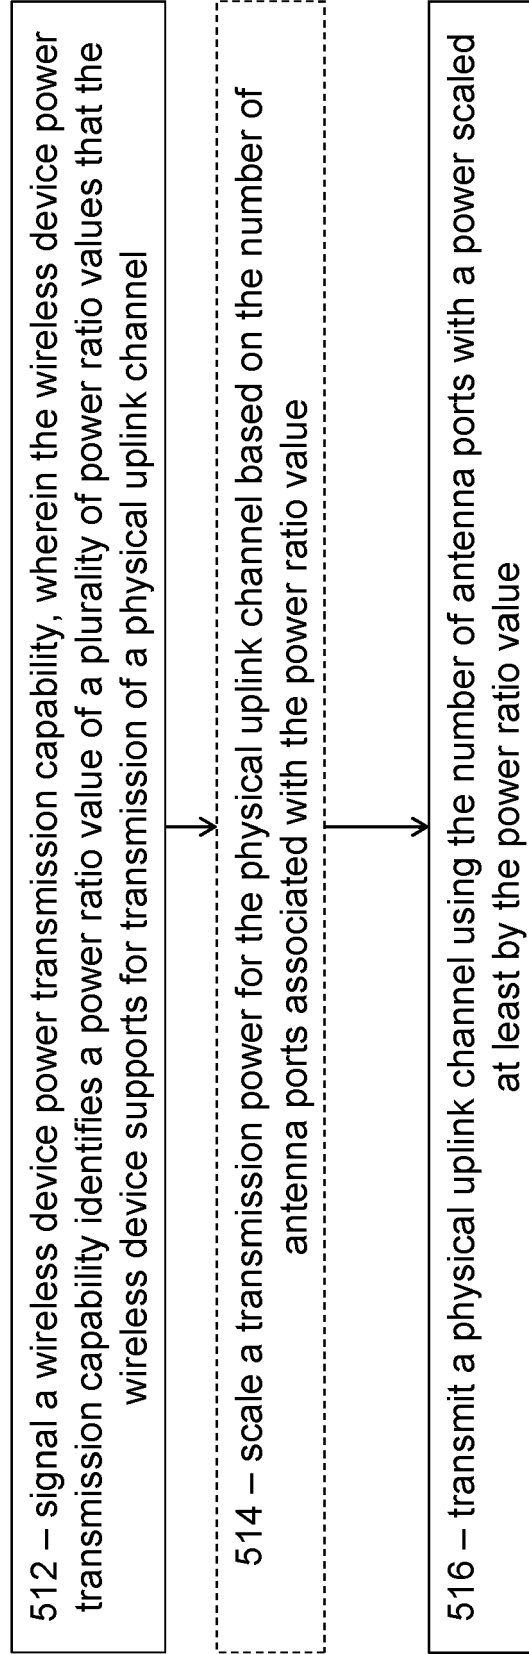 512 – signal a wireless device power transmission capability, wherein the wireless device power
transmission capability identifies a power ratio value of a plurality of power ratio values that the
wireless device supports for transmission of a physical uplink channel
514 – scale a transmission power for the physical uplink channel based on the number of
antenna ports associated with the power ratio value
516 – transmit a physical uplink channel using the number of antenna ports with a power scaled
at least by the power ratio value